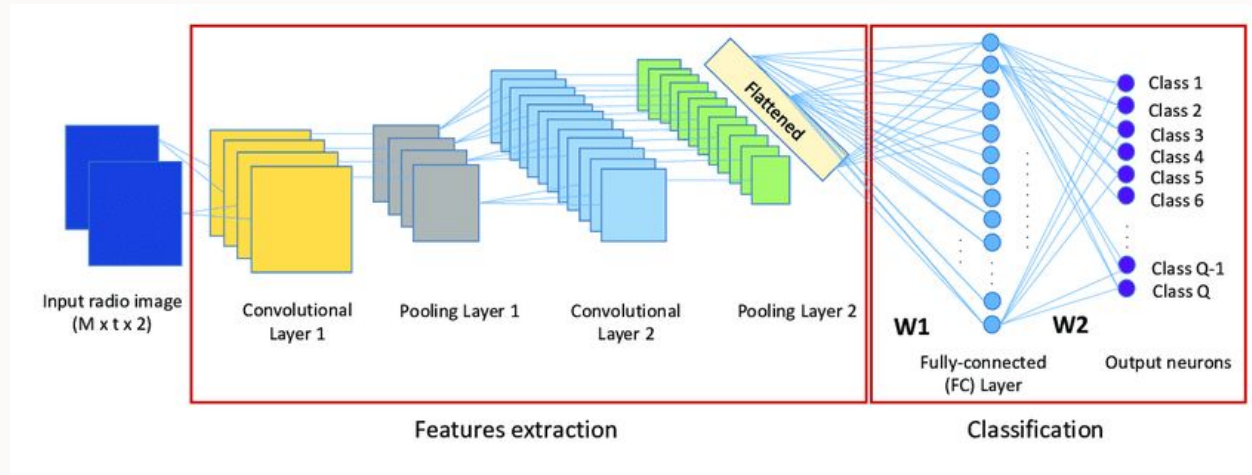 Input radio image
(M x t x 2)
Convolutional
Layer 1
Pooling Layer 1
Convolutional
Layer 2
Pooling Layer 2
Flattened
Features extraction
W1
W2
Fully-connected
(FC) Layer
Class 1
Class 2
Class 3
Class 4
Class 5
Class 6
Class Q-1
Class Q
Output neurons
Classification